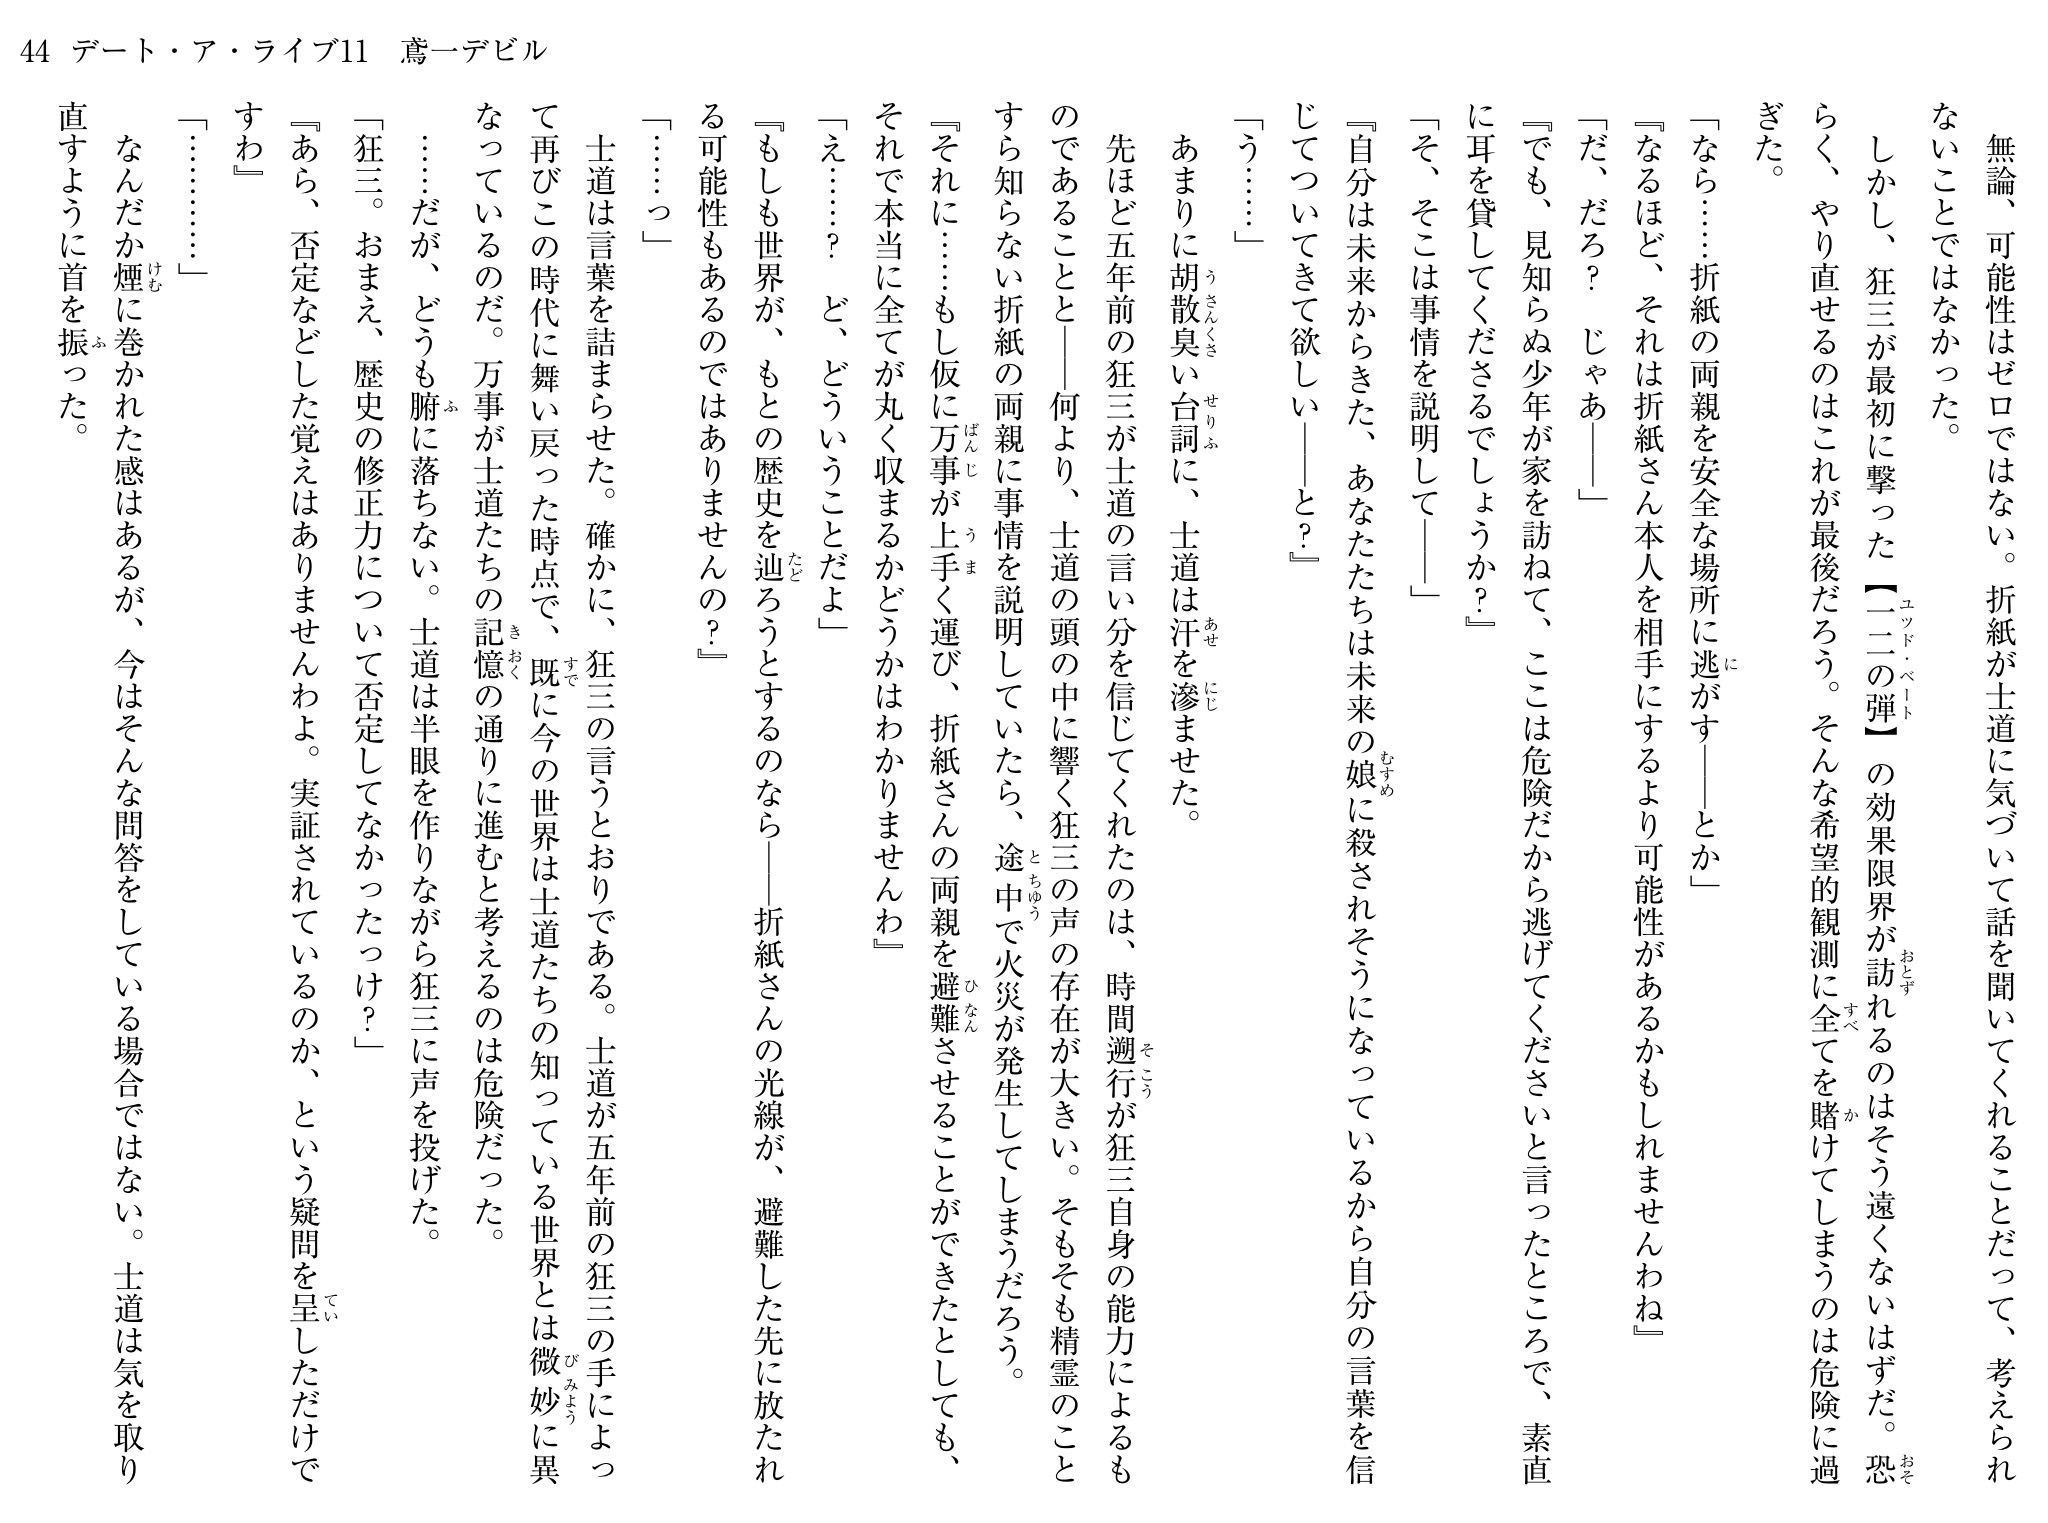 44 デート・ア・ライブ11　鳶一デビル
　無論、可能性はゼロではない。折紙が士道に気づいて話を聞いてくれることだって、考えられ
ないことではなかった。
　しかし、狂三が最初に撃った【一二の弾】の効果限界が訪れるのはそう遠くないはずだ。恐
らく、やり直せるのはこれが最後だろう。そんな希望的観測に全てを賭けてしまうのは危険に過
ぎた。
「なら……折紙の両親を安全な場所に逃がす――とか」
『なるほど、それは折紙さん本人を相手にするより可能性があるかもしれませんわね』
「だ、だろ？　じゃあ――」
『でも、見知らぬ少年が家を訪ねて、ここは危険だから逃げてくださいと言ったところで、素直
に耳を貸してくださるでしょうか？』
「そ、そこは事情を説明して――」
『自分は未来からきた、あなたたちは未来の娘に殺されそうになっているから自分の言葉を信
じてついてきて欲しい――と？』
「う……」
　あまりに胡散臭い台詞に、士道は汗を滲ませた。
　先ほど五年前の狂三が士道の言い分を信じてくれたのは、時間遡行が狂三自身の能力によるも
のであることと――何より、士道の頭の中に響く狂三の声の存在が大きい。そもそも精霊のこと
すら知らない折紙の両親に事情を説明していたら、途中で火災が発生してしまうだろう。
『それに……もし仮に万事が上手く運び、折紙さんの両親を避難させることができたとしても、
それで本当に全てが丸く収まるかどうかはわかりませんわ』
「え……？　ど、どういうことだよ」
『もしも世界が、もとの歴史を辿ろうとするのなら――折紙さんの光線が、避難した先に放たれ
る可能性もあるのではありませんの？』
「……っ」
　士道は言葉を詰まらせた。確かに、狂三の言うとおりである。士道が五年前の狂三の手によっ
て再びこの時代に舞い戻った時点で、既に今の世界は士道たちの知っている世界とは微妙に異
なっているのだ。万事が士道たちの記憶の通りに進むと考えるのは危険だった。
　……だが、どうも腑に落ちない。士道は半眼を作りながら狂三に声を投げた。
「狂三。おまえ、歴史の修正力について否定してなかったっけ？」
『あら、否定などした覚えはありませんわよ。実証されているのか、という疑問を呈しただけで
すわ』
「…………」
　なんだか煙に巻かれた感はあるが、今はそんな問答をしている場合ではない。士道は気を取り
直すように首を振った。